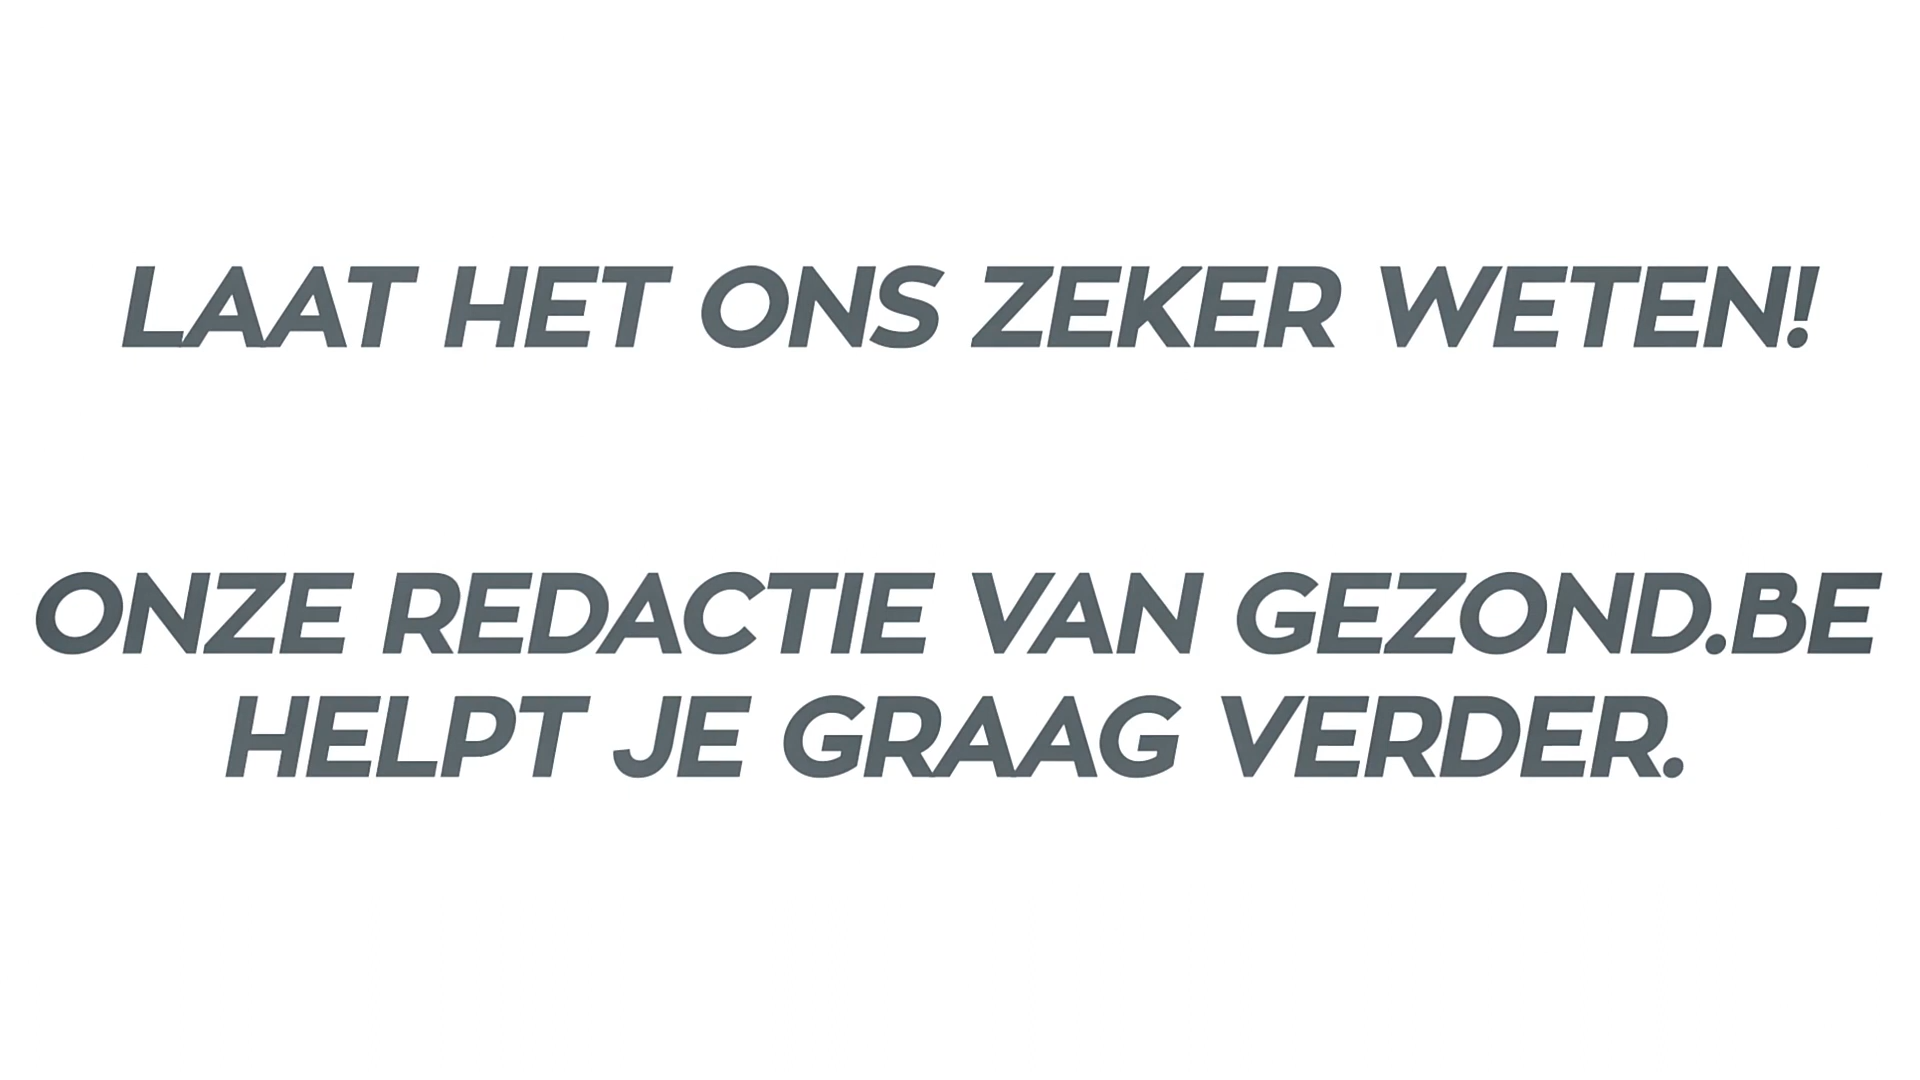 LAAT HET ONS ZEKER WETEN!
ONZE REDACTIE VAN GEZOND.BE
HELPT JE GRAAG VERDER.